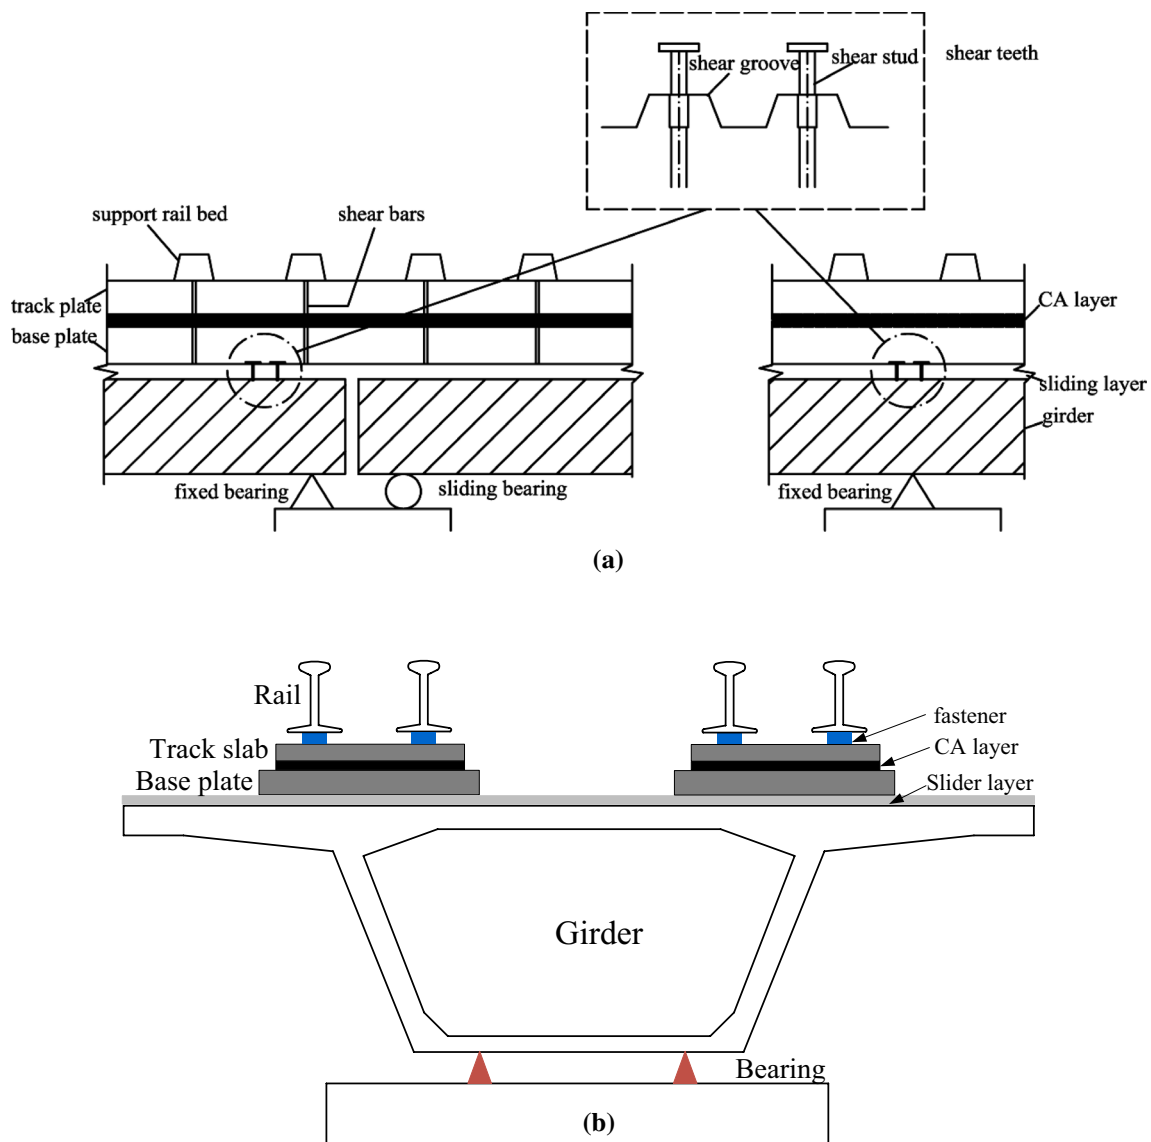 shear groove
shear stud
shear teeth
support rail bed
shear bars
track plate
base plate
CA layer
sliding layer
girder
fixed bearing
sliding bearing
fixed bearing
(a)
Rail
fastener
Track slab
CA layer
Base plate
Slider layer
Girder
Bearing
(b)